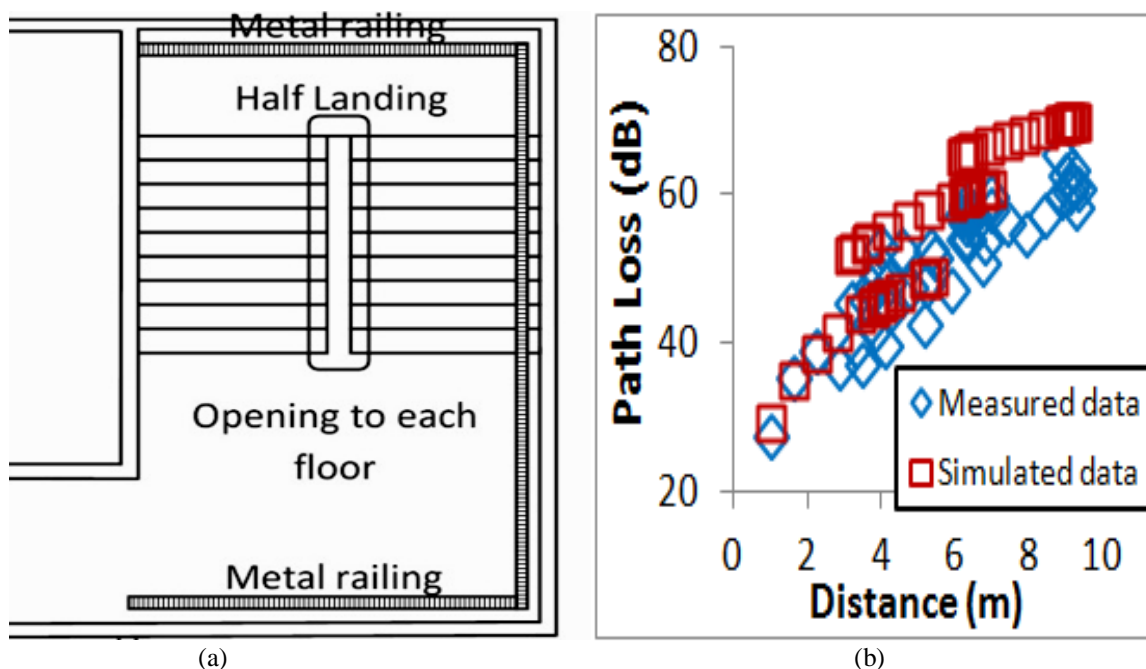 Metal railing
Half Landing
Opening to each
floor
Metal railing
(a)
80
60
40
20
Path Loss (dB)
Measured data
Simulated data
0 2 4 6 8 10
Distance (m)
(b)